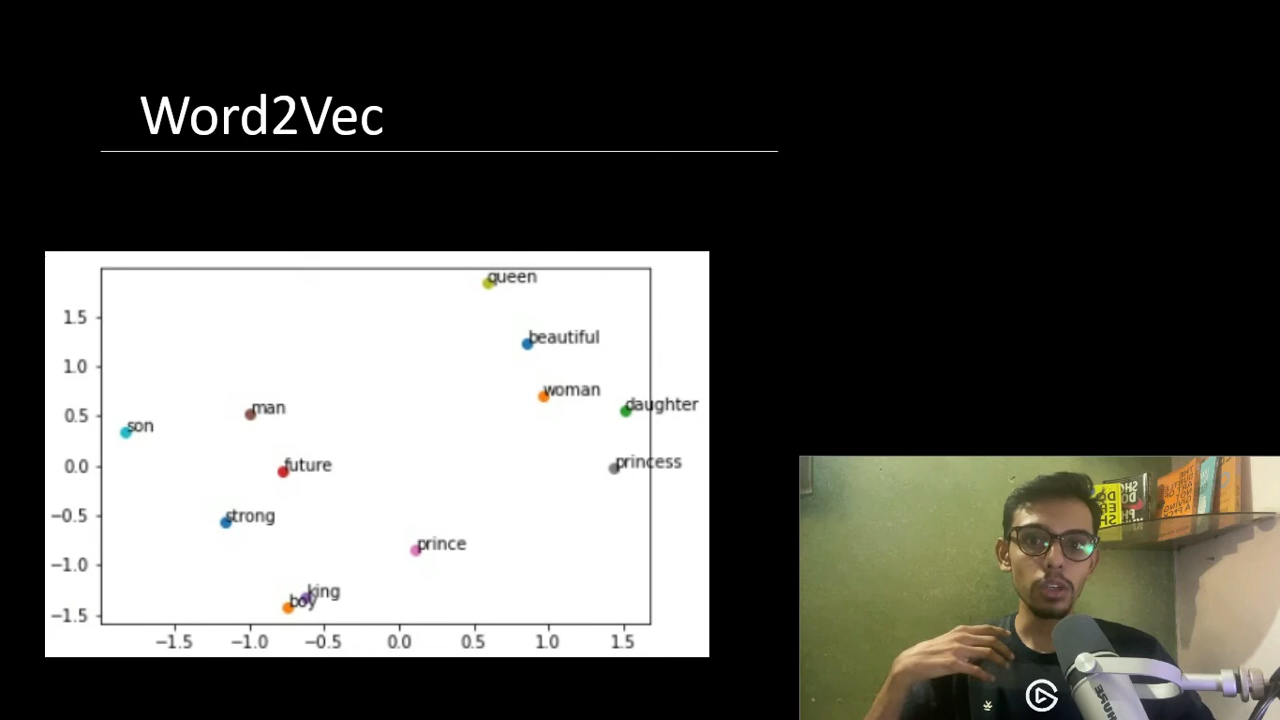 Word2Vec
queen
1.5
beautiful
1.0
woman
0.5
man
daughter
son
0.0
future
princess
−0.5
strong
prince
−1.0
king
boy
−1.5
−1.5 −1.0 −0.5 0.0 0.5 1.0 1.5
SHURE